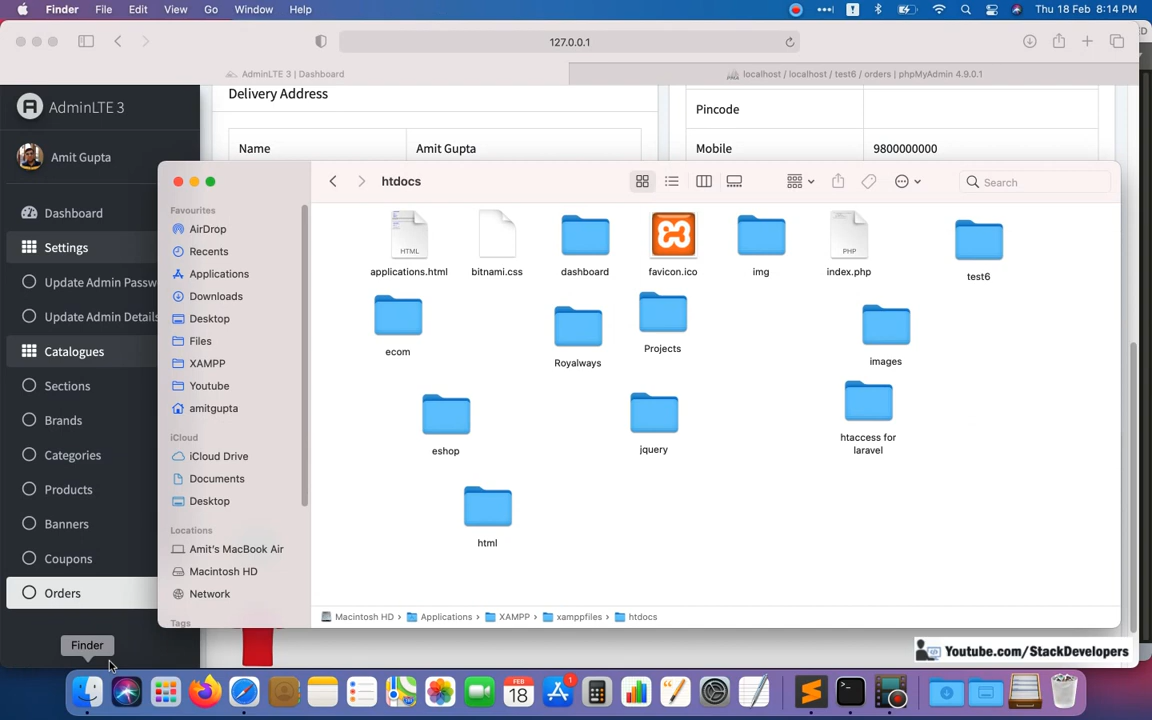 Finder File Edit View Go Window Help Thu 18 Feb 8:14 PM
127.0.0.1
AdminLTE 3 | Dashboard localhost / localhost / test6 / orders | phpMyAdmin 4.9.0.1
AdminLTE 3
Amit Gupta
Dashboard
Settings
Update Admin Passw
Update Admin Details
Catalogues
Sections
Brands
Categories
Products
Banners
Coupons
Orders
Delivery Address
Name Amit Gupta
Pincode
Mobile 9800000000
htdocs
Search
Favourites
AirDrop
Recents
Applications
Downloads
Desktop
Files
XAMPP
Youtube
amitgupta
iCloud
iCloud Drive
Documents
Desktop
Locations
Amit's MacBook Air
Macintosh HD
Network
Tags
HTML PHP
applications.html bitnami.css dashboard favicon.ico img index.php test6
ecom Royalways Projects images
eshop jquery htaccess for
laravel
html
Macintosh HD › Applications › XAMPP › xamppfiles › htdocs
Finder
Youtube.com/StackDevelopers
FEB
18
1